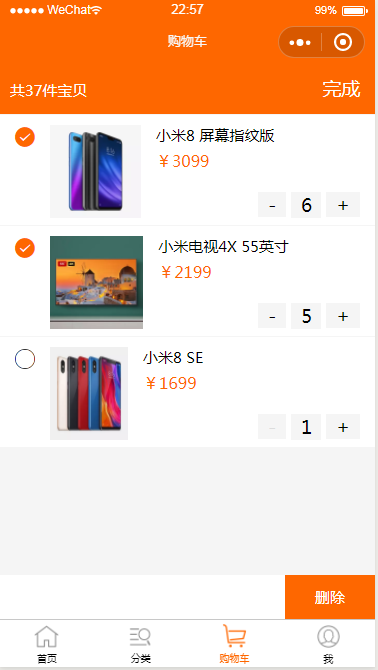 WeChat 22:57 99%
购物车
共37件宝贝 完成
小米8 屏幕指纹版
￥3099
- 6 +
小米电视4X 55英寸
￥2199
- 5 +
小米8 SE
￥1699
- 1 +
删除
首页 分类 购物车 我